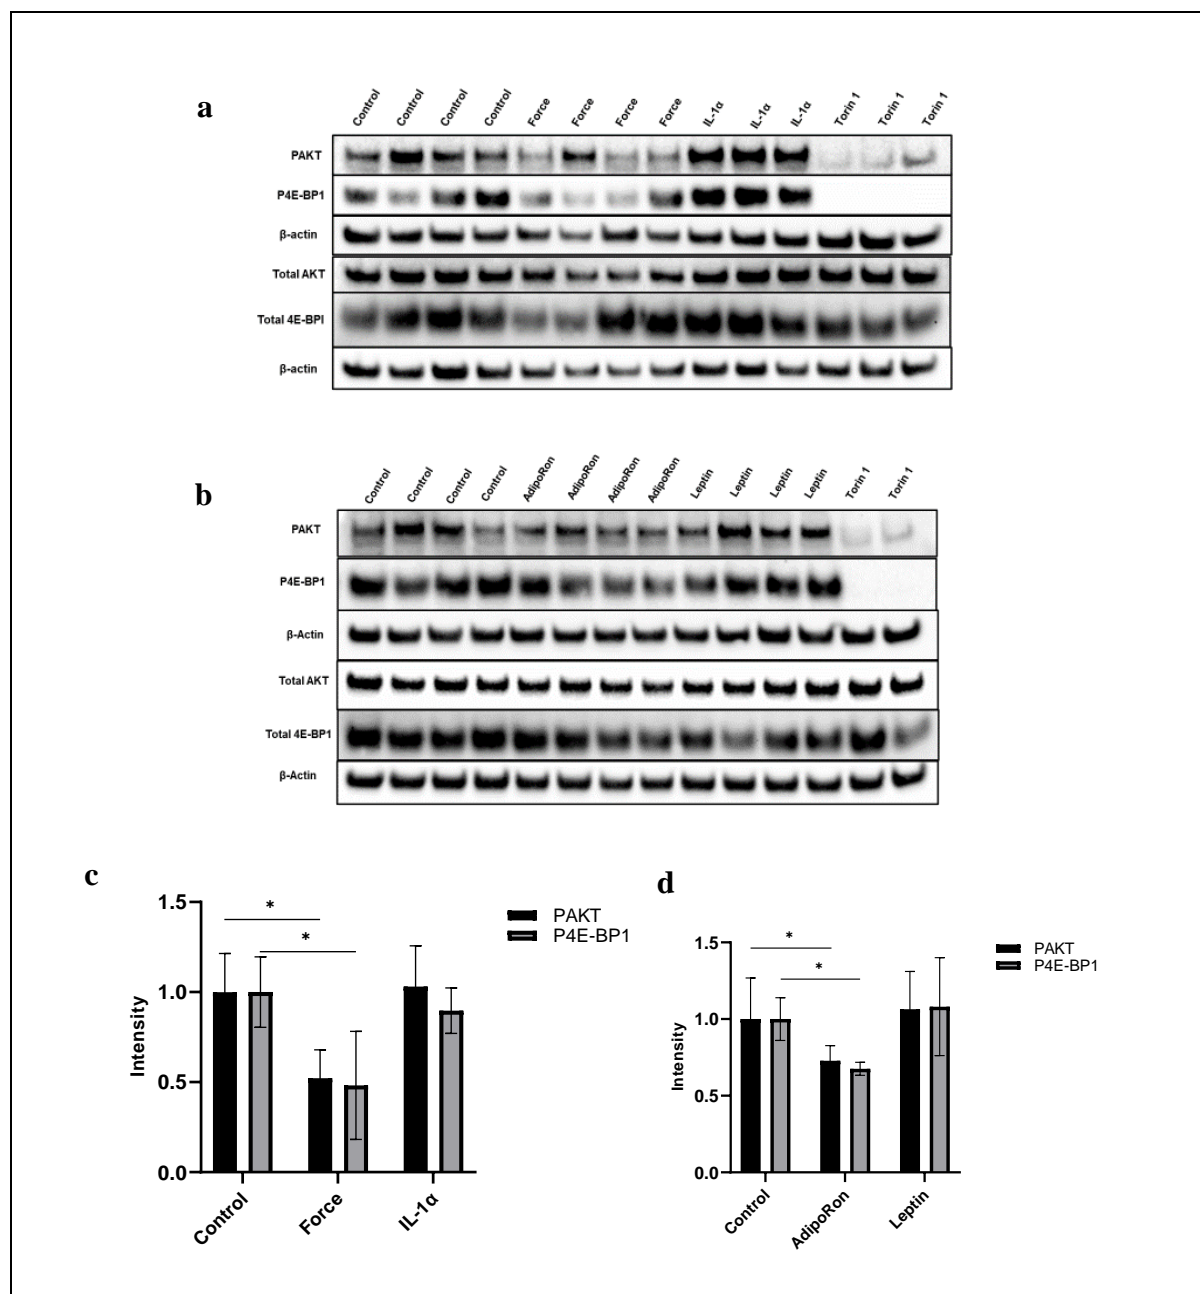 a
Control Control Control Control Force Force Force Force IL-1α IL-1α IL-1α Torin 1 Torin 1 Torin 1
PAKT
P4E-BP1
β-actin
Total AKT
Total 4E-BPI
β-actin
b
Control Control Control Control AdipoRon AdipoRon AdipoRon AdipoRon Leptin Leptin Leptin Leptin Torin 1 Torin 1
PAKT
P4E-BP1
β-Actin
Total AKT
Total 4E-BP1
β-Actin
c
Intensity
1.5
1.0
0.5
0.0
*
*
PAKT
P4E-BP1
Control Force IL-1α
d
Intensity
1.5
1.0
0.5
0.0
*
*
PAKT
P4E-BP1
Control AdipoRon Leptin